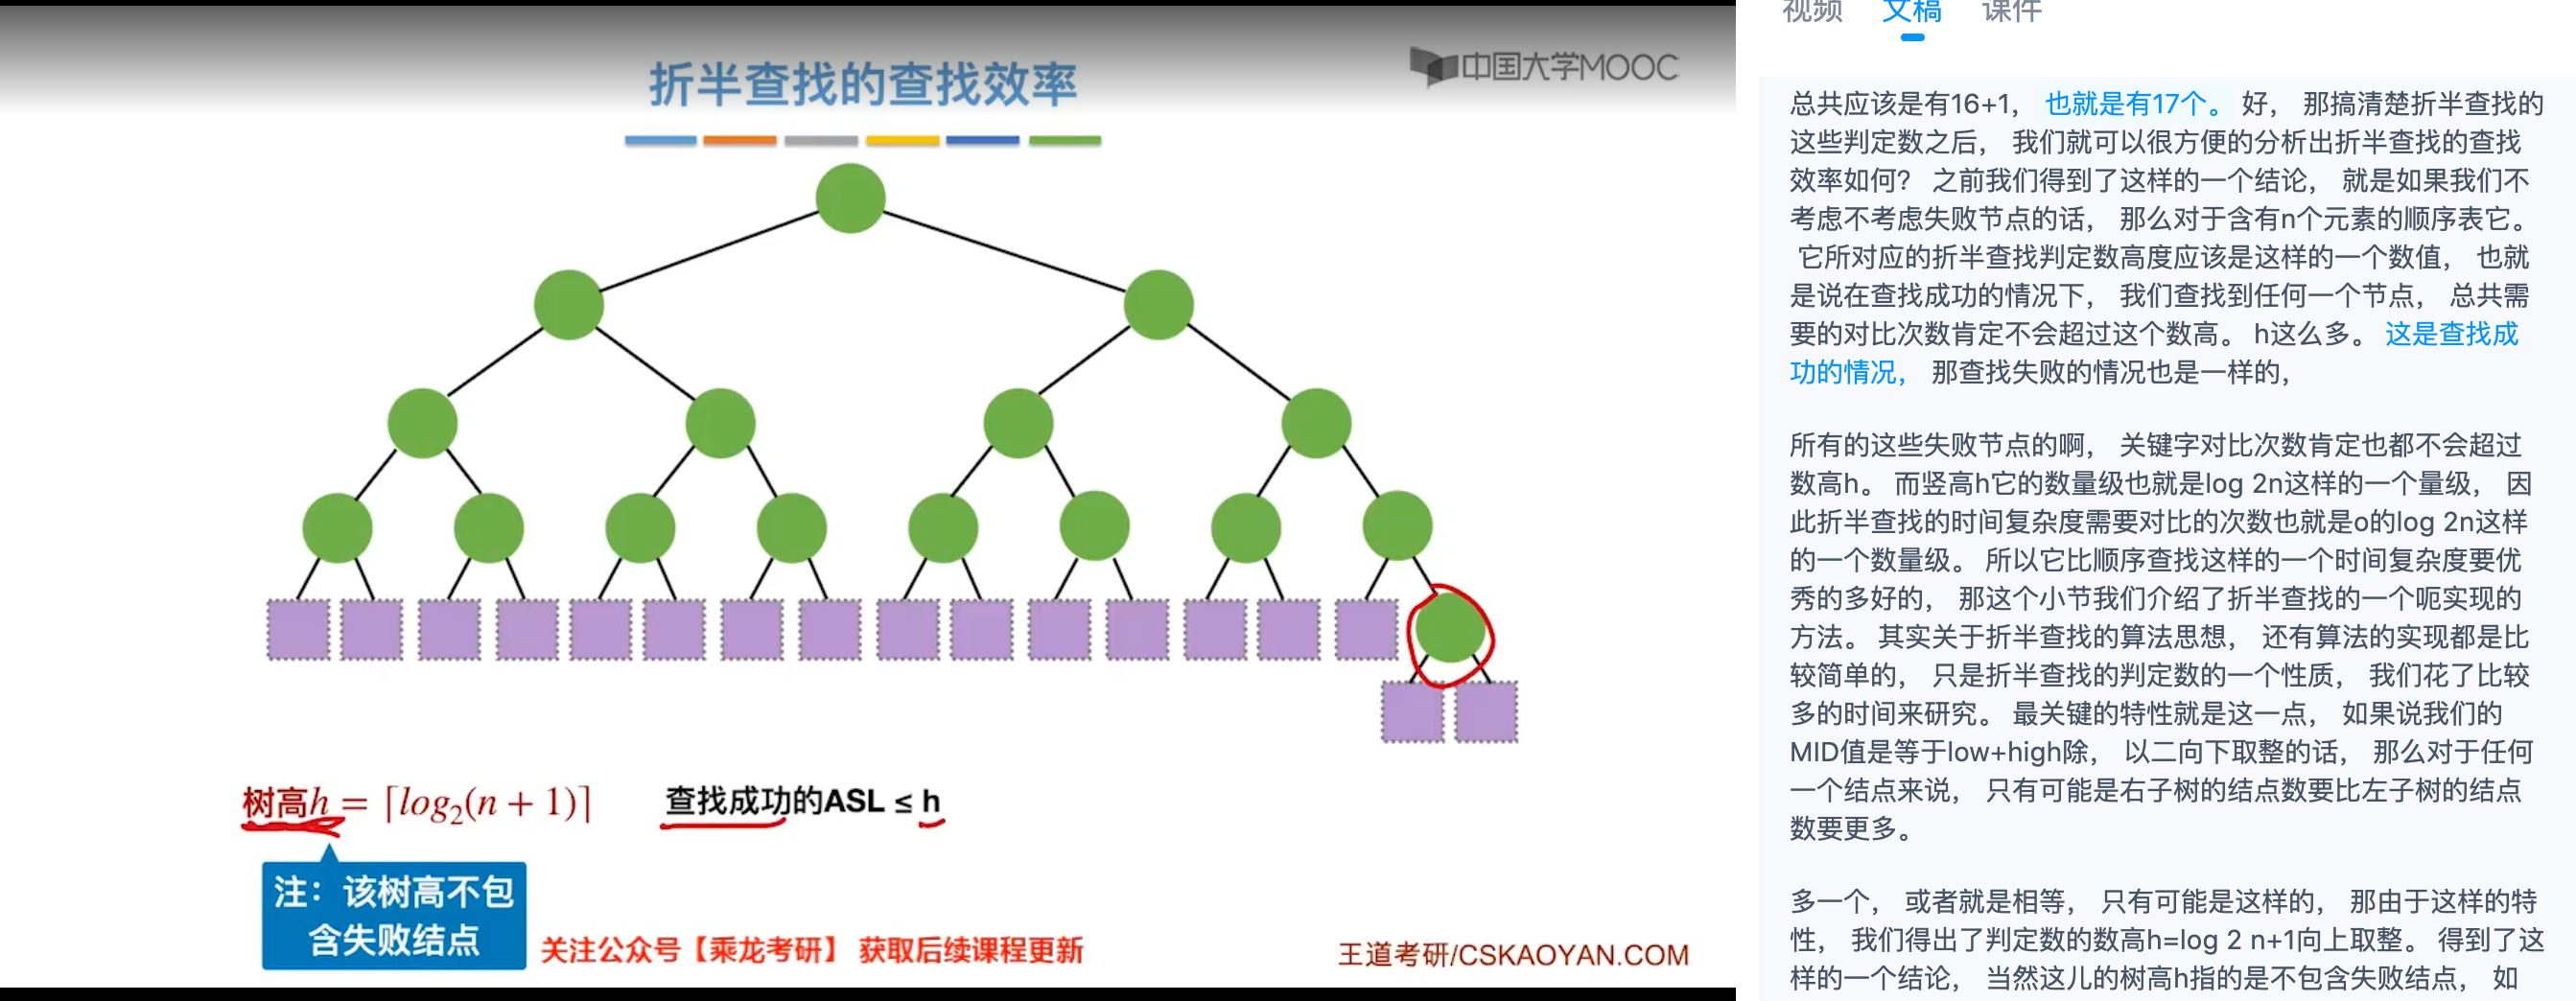 折半查找的查找效率
中国大学MOOC
树高h = ⌈log₂(n + 1)⌉
查找成功的ASL ≤ h
注：该树高不包
含失败结点
关注公众号【乘龙考研】 获取后续课程更新
王道考研/CSKAOYAN.COM
视频 文稿 课件
总共应该是有16+1， 也就是有17个。 好， 那搞清楚折半查找的
这些判定数之后， 我们就可以很方便的分析出折半查找的查找
效率如何？ 之前我们得到了这样的一个结论， 就是如果我们不
考虑不考虑失败节点的话， 那么对于含有n个元素的顺序表它。
它所对应的折半查找判定数高度应该是这样的一个数值， 也就
是说在查找成功的情况下， 我们查找到任何一个节点， 总共需
要的对比次数肯定不会超过这个数高。 h这么多。 这是查找成
功的情况， 那查找失败的情况也是一样的，
所有的这些失败节点的啊， 关键字对比次数肯定也都不会超过
数高h。 而竖高h它的数量级也就是log 2n这样的一个量级， 因
此折半查找的时间复杂度需要对比的次数也就是o的log 2n这样
的一个数量级。 所以它比顺序查找这样的一个时间复杂度要优
秀的多好的， 那这个小节我们介绍了折半查找的一个呃实现的
方法。 其实关于折半查找的算法思想， 还有算法的实现都是比
较简单的， 只是折半查找的判定数的一个性质， 我们花了比较
多的时间来研究。 最关键的特性就是这一点， 如果说我们的
MID值是等于low+high除， 以二向下取整的话， 那么对于任何
一个结点来说， 只有可能是右子树的结点数要比左子树的结点
数要更多。
多一个， 或者就是相等， 只有可能是这样的， 那由于这样的特
性， 我们得出了判定数的数高h=log 2 n+1向上取整。 得到了这
样的一个结论， 当然这儿的树高h指的是不包含失败结点， 如